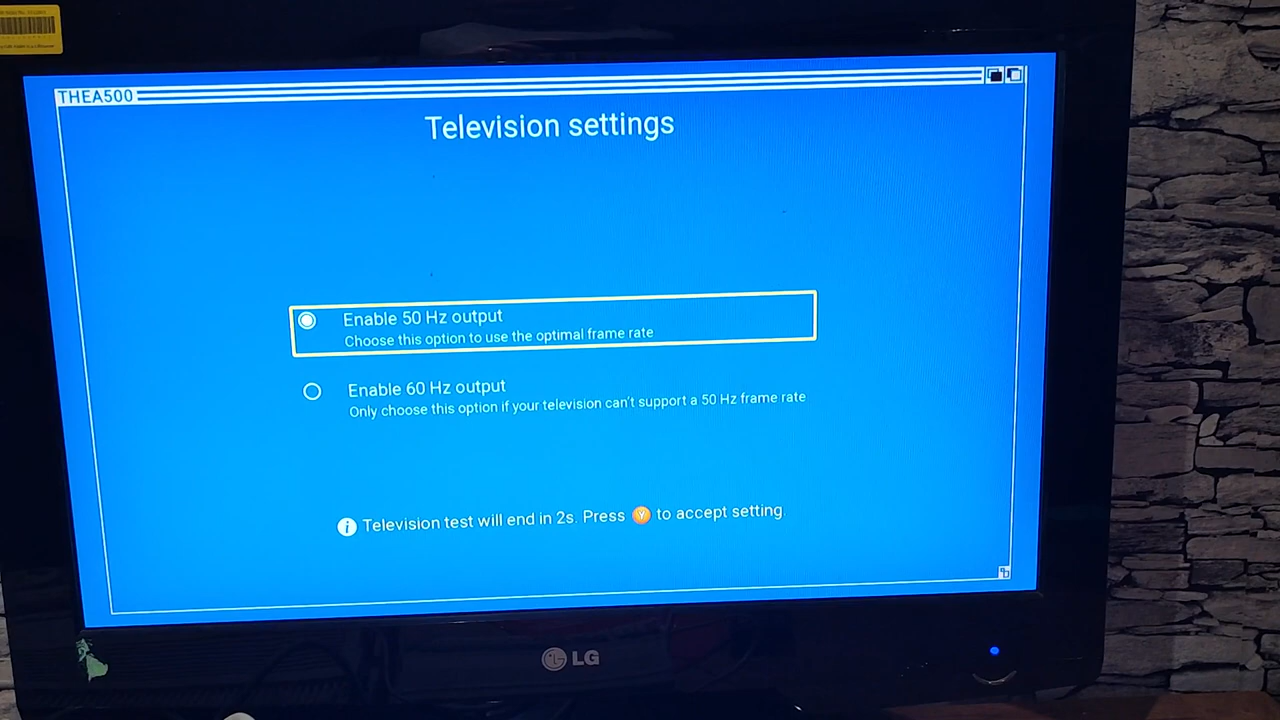 THEA500
Television settings
Enable 50 Hz output
Choose this option to use the optimal frame rate
Enable 60 Hz output
Only choose this option if your television can't support a 50 Hz frame rate
i Television test will end in 2s. Press Y to accept setting.
LG